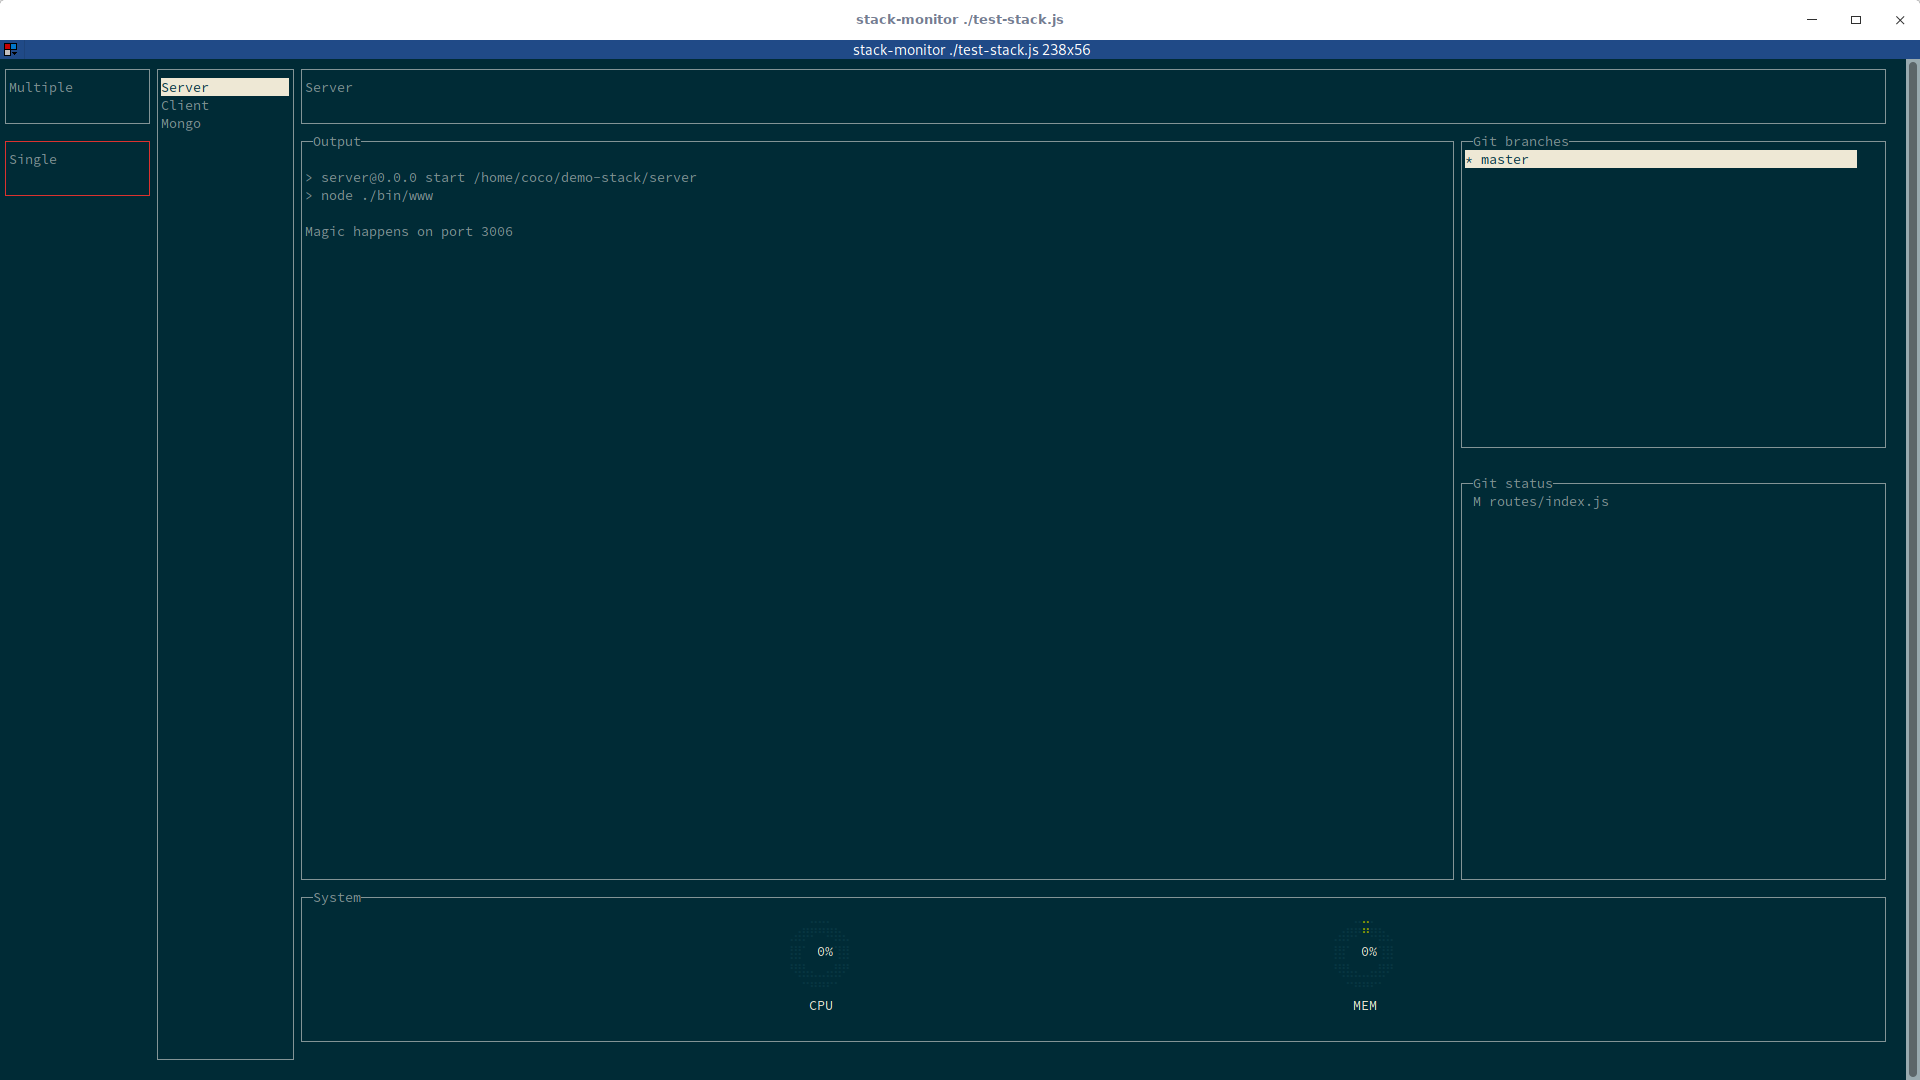 stack-monitor ./test-stack.js
stack-monitor ./test-stack.js 238x56
Multiple
Single
Server
Client
Mongo
Server
Output
> server@0.0.0 start /home/coco/demo-stack/server
> node ./bin/www
Magic happens on port 3006
Git branches
* master
Git status
M routes/index.js
System
0%
CPU
0%
MEM